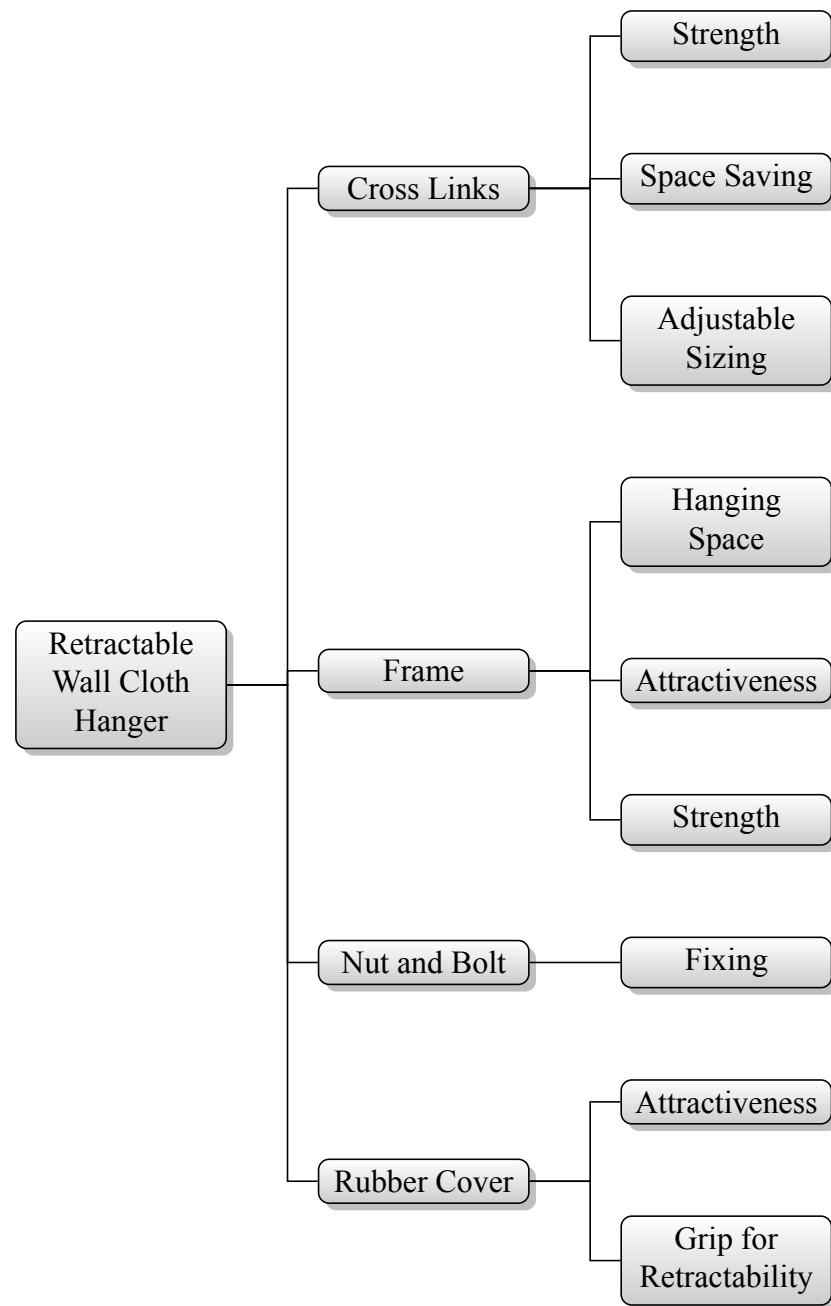 Strength
Cross Links
Space Saving
Adjustable
Sizing
Hanging
Space
Retractable
Wall Cloth
Hanger
Frame
Attractiveness
Strength
Nut and Bolt
Fixing
Attractiveness
Rubber Cover
Grip for
Retractability